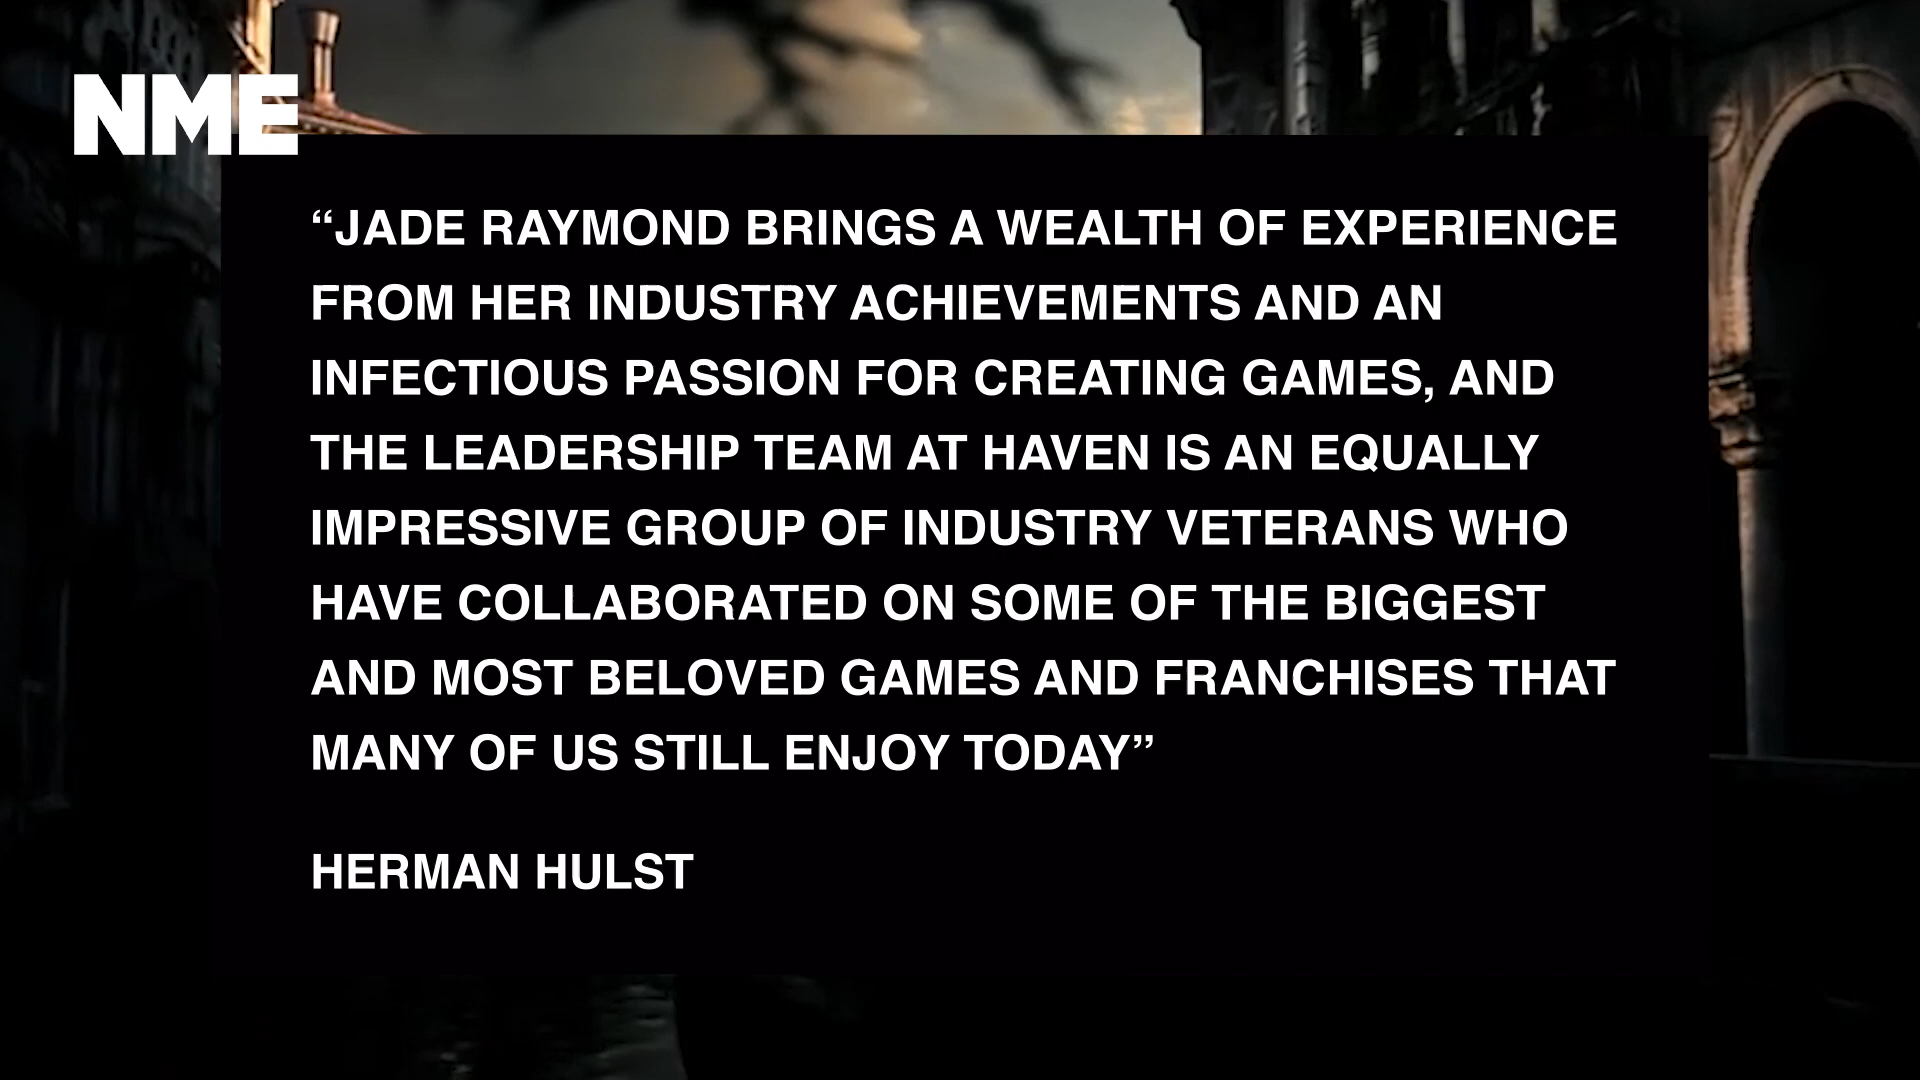 NME
“JADE RAYMOND BRINGS A WEALTH OF EXPERIENCE
FROM HER INDUSTRY ACHIEVEMENTS AND AN
INFECTIOUS PASSION FOR CREATING GAMES, AND
THE LEADERSHIP TEAM AT HAVEN IS AN EQUALLY
IMPRESSIVE GROUP OF INDUSTRY VETERANS WHO
HAVE COLLABORATED ON SOME OF THE BIGGEST
AND MOST BELOVED GAMES AND FRANCHISES THAT
MANY OF US STILL ENJOY TODAY”
HERMAN HULST